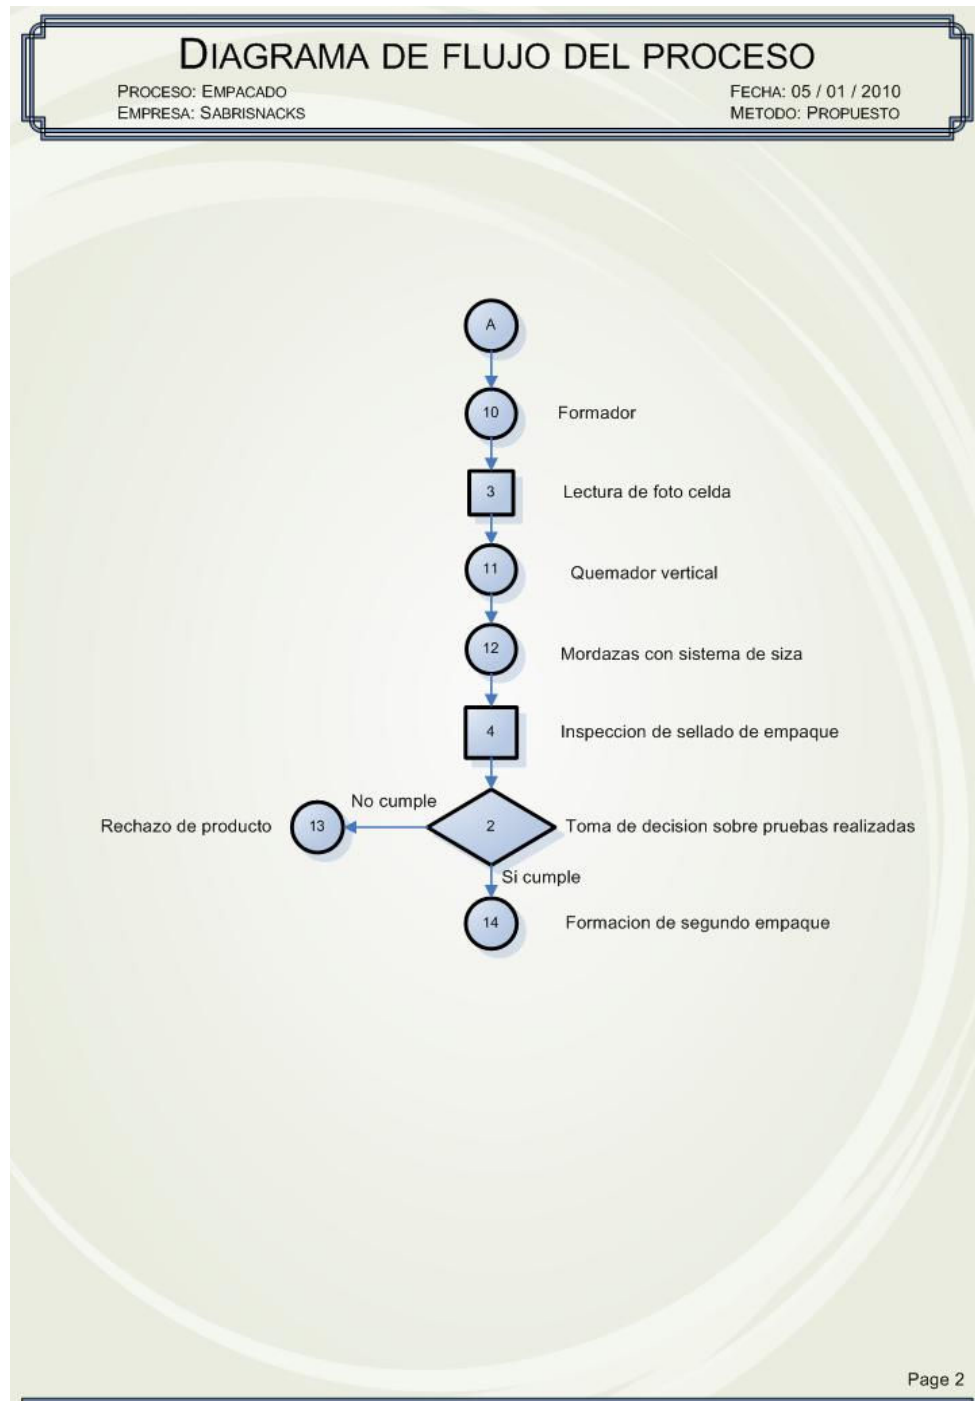 DIAGRAMA DE FLUJO DEL PROCESO
PROCESO: EMPACADO
FECHA: 05 / 01 / 2010
EMPRESA: SABRISNACKS
METODO: PROPUESTO
A
10 Formador
3 Lectura de foto celda
11 Quemador vertical
12 Mordazas con sistema de siza
4 Inspeccion de sellado de empaque
No cumple
Rechazo de producto 13 2 Toma de decision sobre pruebas realizadas
Si cumple
14 Formacion de segundo empaque
Page 2